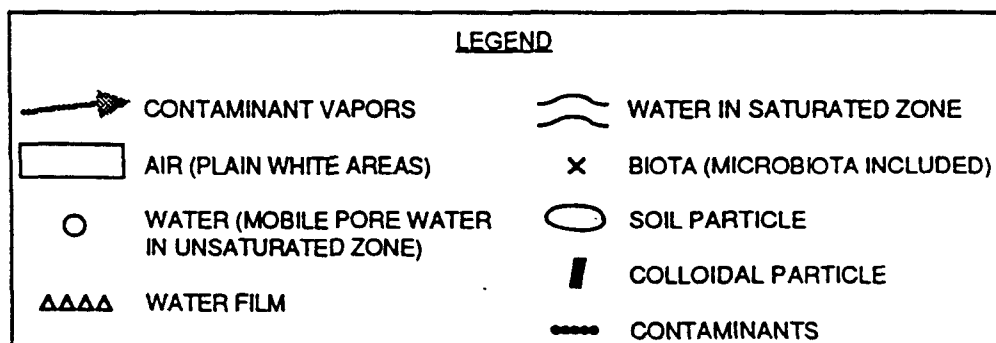 LEGEND
CONTAMINANT VAPORS
AIR (PLAIN WHITE AREAS)
WATER (MOBILE PORE WATER
IN UNSATURATED ZONE)
WATER FILM
WATER IN SATURATED ZONE
BIOTA (MICROBIOTA INCLUDED)
SOIL PARTICLE
COLLOIDAL PARTICLE
CONTAMINANTS